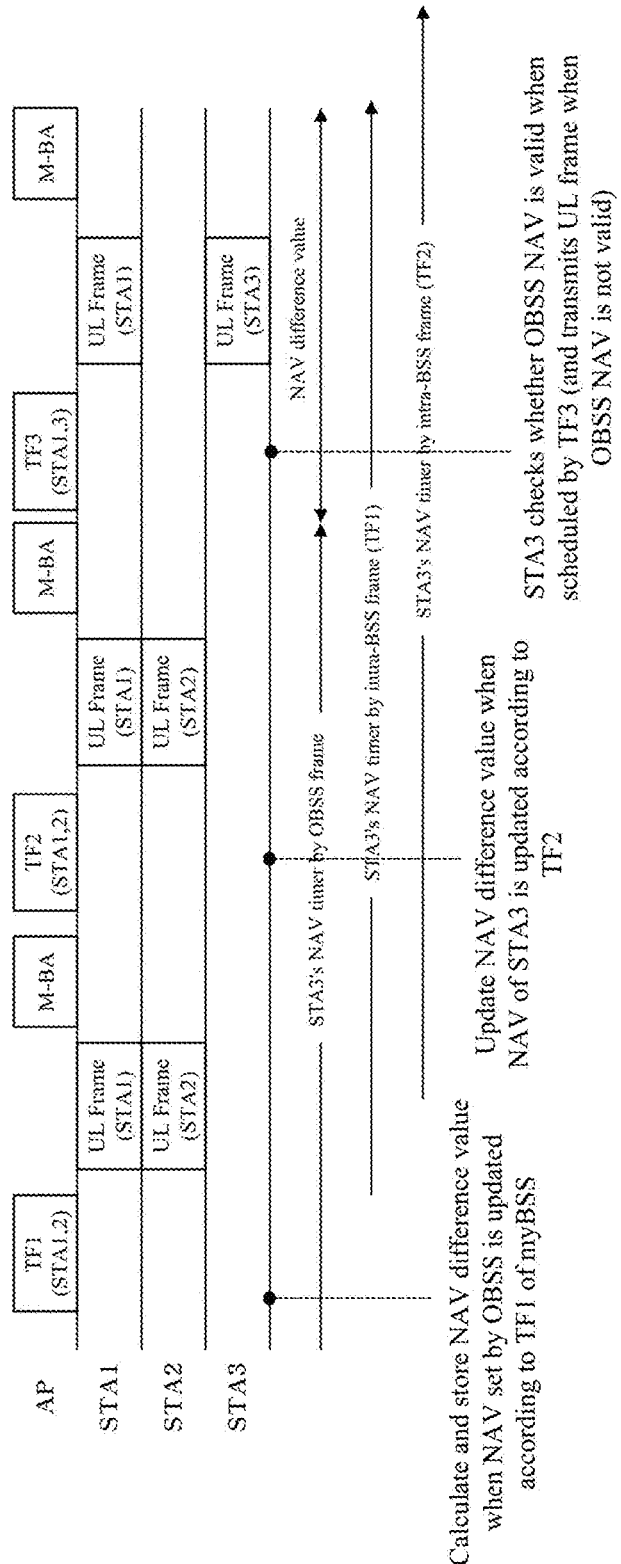 AP
TF1
(STA1,2)
M-BA
TF2
(STA1,2)
M-BA
TF3
(STA1,3)
M-BA
STA1
UL Frame
(STA1)
UL Frame
(STA1)
UL Frame
(STA1)
STA2
UL Frame
(STA2)
UL Frame
(STA2)
STA3
UL Frame
(STA3)
STA3's NAV timer by OBSS frame
NAV difference value
STA3's NAV timer by intra-BSS frame (TF1)
STA3's NAV timer by intra-BSS frame (TF2)
Calculate and store NAV difference value
when NAV set by OBSS is updated
according to TF1 of myBSS
Update NAV difference value when
NAV of STA3 is updated according to
TF2
STA3 checks whether OBSS NAV is valid when
scheduled by TF3 (and transmits UL frame when
OBSS NAV is not valid)